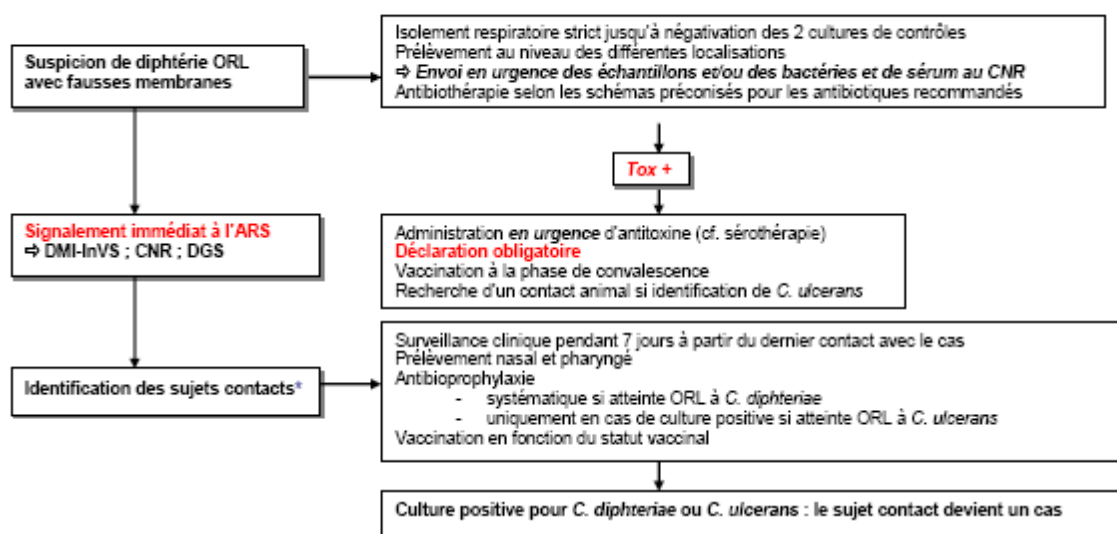 Suspicion de diphtérie ORL
avec fausses membranes
Isolement respiratoire strict jusqu'à négativation des 2 cultures de contrôles
Prélèvement au niveau des différentes localisations
⇨ Envoi en urgence des échantillons et/ou des bactéries et de sérum au CNR
Antibiothérapie selon les schémas préconisés pour les antibiotiques recommandés
Tox +
Signalement immédiat à l'ARS
⇨ DMI-InVS ; CNR ; DGS
Administration en urgence d'antitoxine (cf. sérothérapie)
Déclaration obligatoire
Vaccination à la phase de convalescence
Recherche d'un contact animal si identification de C. ulcerans
Identification des sujets contacts*
Surveillance clinique pendant 7 jours à partir du dernier contact avec le cas
Prélèvement nasal et pharyngé
Antibioprophylaxie
- systématique si atteinte ORL à C. diphteriae
- uniquement en cas de culture positive si atteinte ORL à C. ulcerans
Vaccination en fonction du statut vaccinal
Culture positive pour C. diphteriae ou C. ulcerans : le sujet contact devient un cas